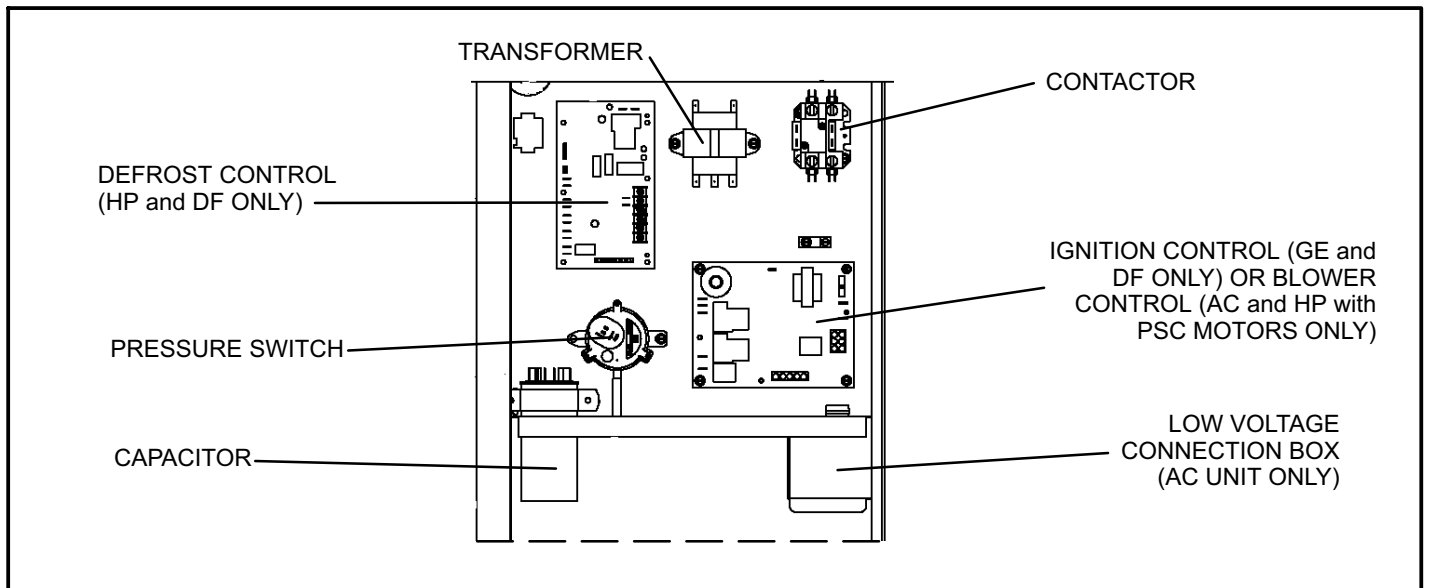 TRANSFORMER
CONTACTOR
DEFROST CONTROL
(HP and DF ONLY)
IGNITION CONTROL (GE and
DF ONLY) OR BLOWER
CONTROL (AC and HP with
PSC MOTORS ONLY)
PRESSURE SWITCH
LOW VOLTAGE
CONNECTION BOX
(AC UNIT ONLY)
CAPACITOR